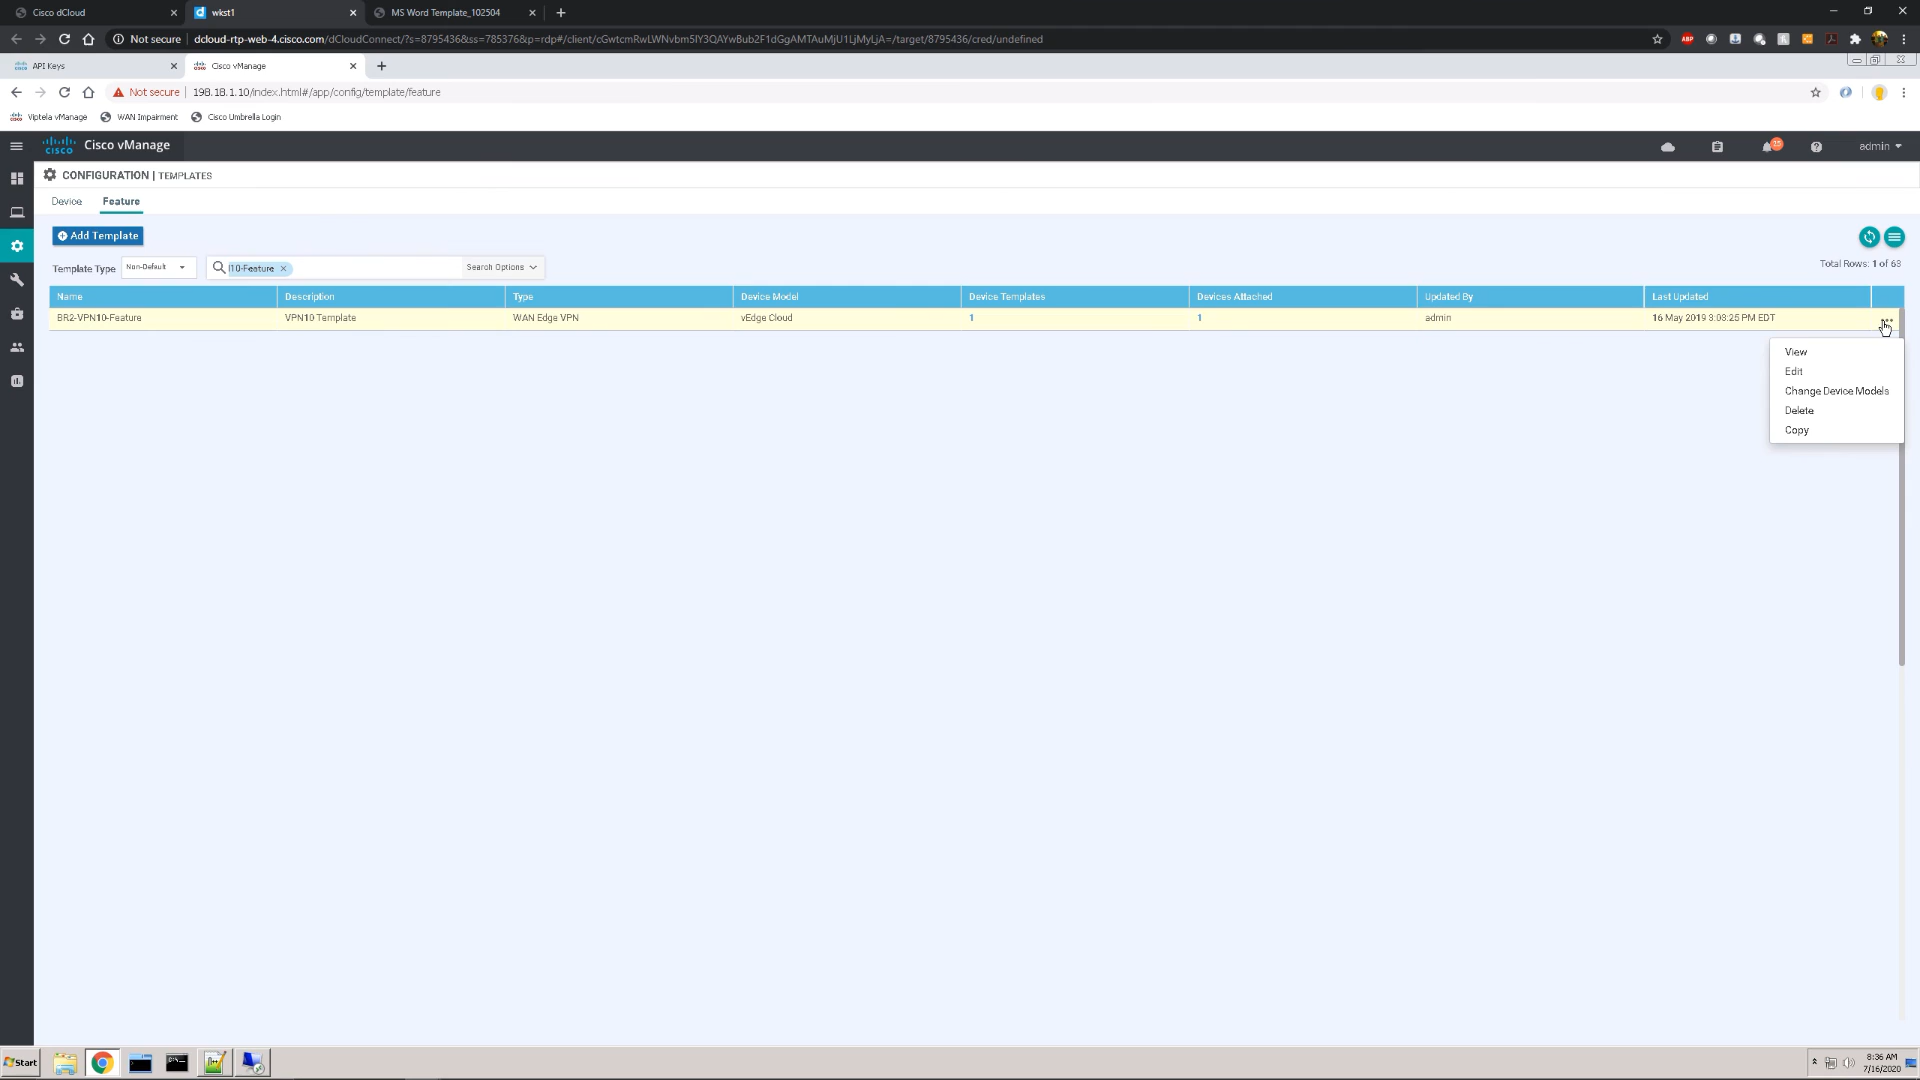 Cisco dCloud
wkst1
MS Word Template_102504
Not secure
dcloud-rtp-web-4.cisco.com/dCloudConnect/?s=8795436&ss=785376&p=rdp#/client/cGwtcmRwLWNvbm5lY3QAYwBub2F1dGgAMTAuMjU1LjMyLjA=/target/8795436/cred/undefined
ABP
API Keys
Cisco vManage
Not secure
198.18.1.10/index.html#/app/config/template/feature
Viptela vManage
WAN Impairment
Cisco Umbrella Login
CISCO
Cisco vManage
admin
CONFIGURATION | TEMPLATES
Device
Feature
Add Template
Template Type
Non-Default
10-Feature
Search Options
Total Rows: 1 of 63
Name Description Type Device Model Device Templates Devices Attached Updated By Last Updated
BR2-VPN10-Feature VPN10 Template WAN Edge VPN vEdge Cloud 1 1 admin 16 May 2019 3:03:25 PM EDT
View
Edit
Change Device Models
Delete
Copy
Start
8:36 AM
7/16/2020